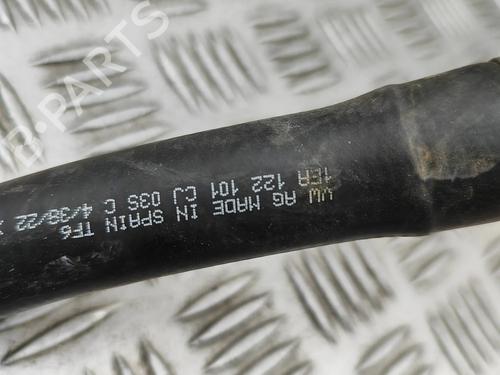 VW AG MADE IN SPAIN TF6
1EA 122 101 CJ 03S C 4/38/22
B-PARTS